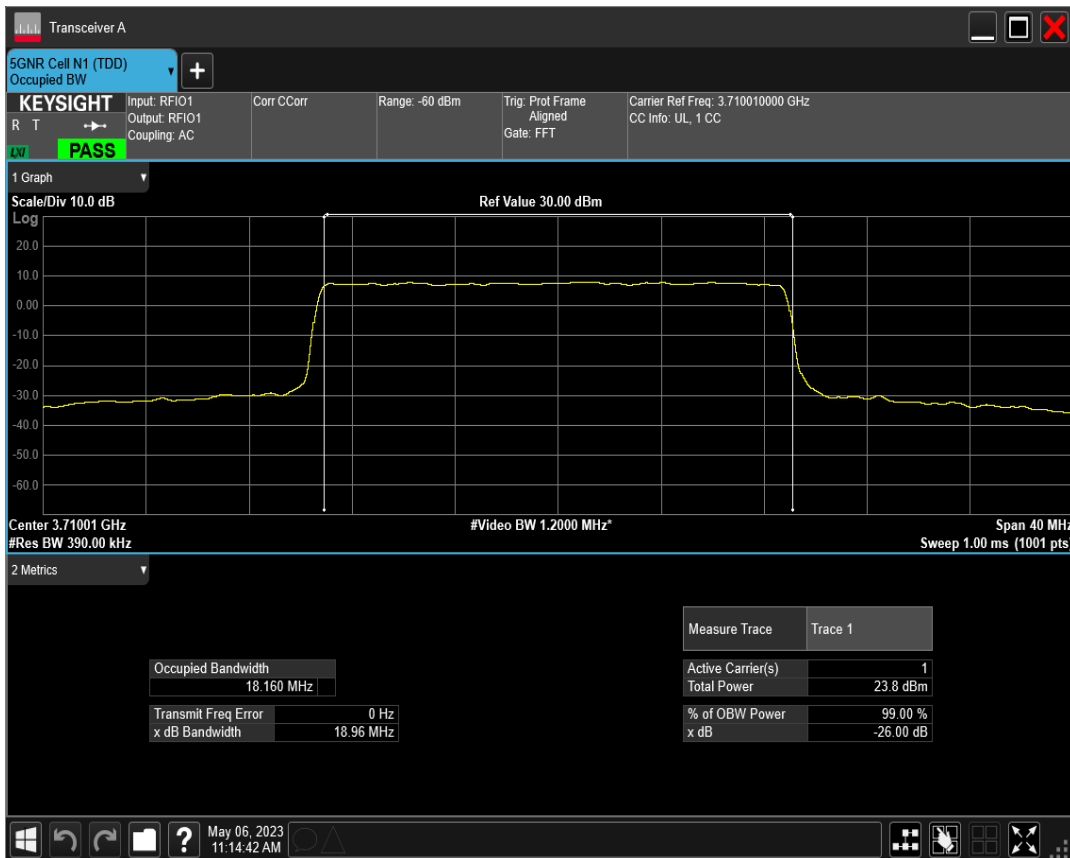 Transceiver A
5GNR Cell N1 (TDD)
Occupied BW
KEYSIGHT
R T
LXI
PASS
Input: RFIO1
Output: RFIO1
Coupling: AC
Corr CCorr
Range: -60 dBm
Trig: Prot Frame
Aligned
Gate: FFT
Carrier Ref Freq: 3.710010000 GHz
CC Info: UL, 1 CC
1 Graph
Scale/Div 10.0 dB
Ref Value 30.00 dBm
Log
20.0
10.0
0.00
-10.0
-20.0
-30.0
-40.0
-50.0
-60.0
Center 3.71001 GHz
#Video BW 1.2000 MHz*
Span 40 MHz
#Res BW 390.00 kHz
Sweep 1.00 ms (1001 pts)
2 Metrics
Measure Trace Trace 1
Occupied Bandwidth
18.160 MHz
Active Carrier(s) 1
Total Power 23.8 dBm
Transmit Freq Error 0 Hz
x dB Bandwidth 18.96 MHz
% of OBW Power 99.00 %
x dB -26.00 dB
?
May 06, 2023
11:14:42 AM